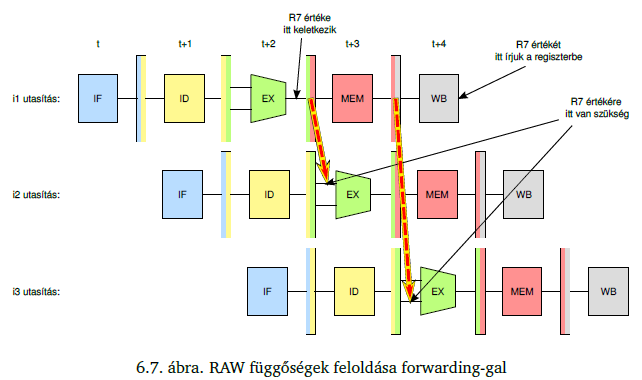 R7 értéke
itt keletkezik
t
t+1
t+2
t+3
t+4
R7 értékét
itt írjuk a regiszterbe
i1 utasítás:
IF
ID
EX
MEM
WB
R7 értékére
itt van szükség
i2 utasítás:
IF
ID
EX
MEM
WB
i3 utasítás:
IF
ID
EX
MEM
WB
6.7. ábra. RAW függőségek feloldása forwarding-gal